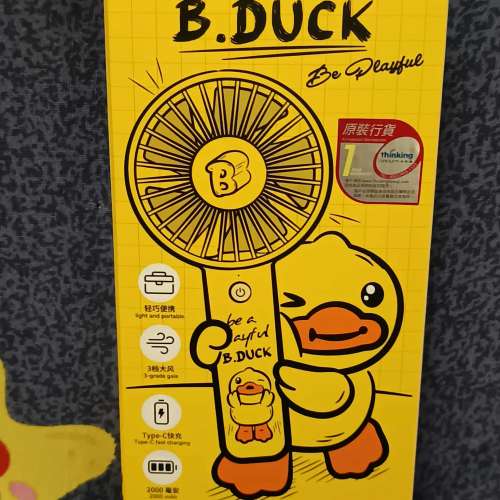 B.DUCK
Be Playful
原裝行貨
1
thinking
B
轻巧便携
light and portable
be a
playful
B.DUCK
3档大风
3-grade gale
Type-C快充
Type-C fast charging
2000 毫安